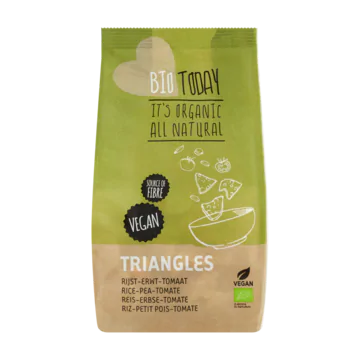 BIO TODAY
IT'S ORGANIC
ALL NATURAL
SOURCE OF
FIBRE
VEGAN
TRIANGLES
RIJST-ERWT-TOMAAT
RICE-PEA-TOMATE
REIS-ERBSE-TOMATE
RIZ-PETIT POIS-TOMATE
VEGAN